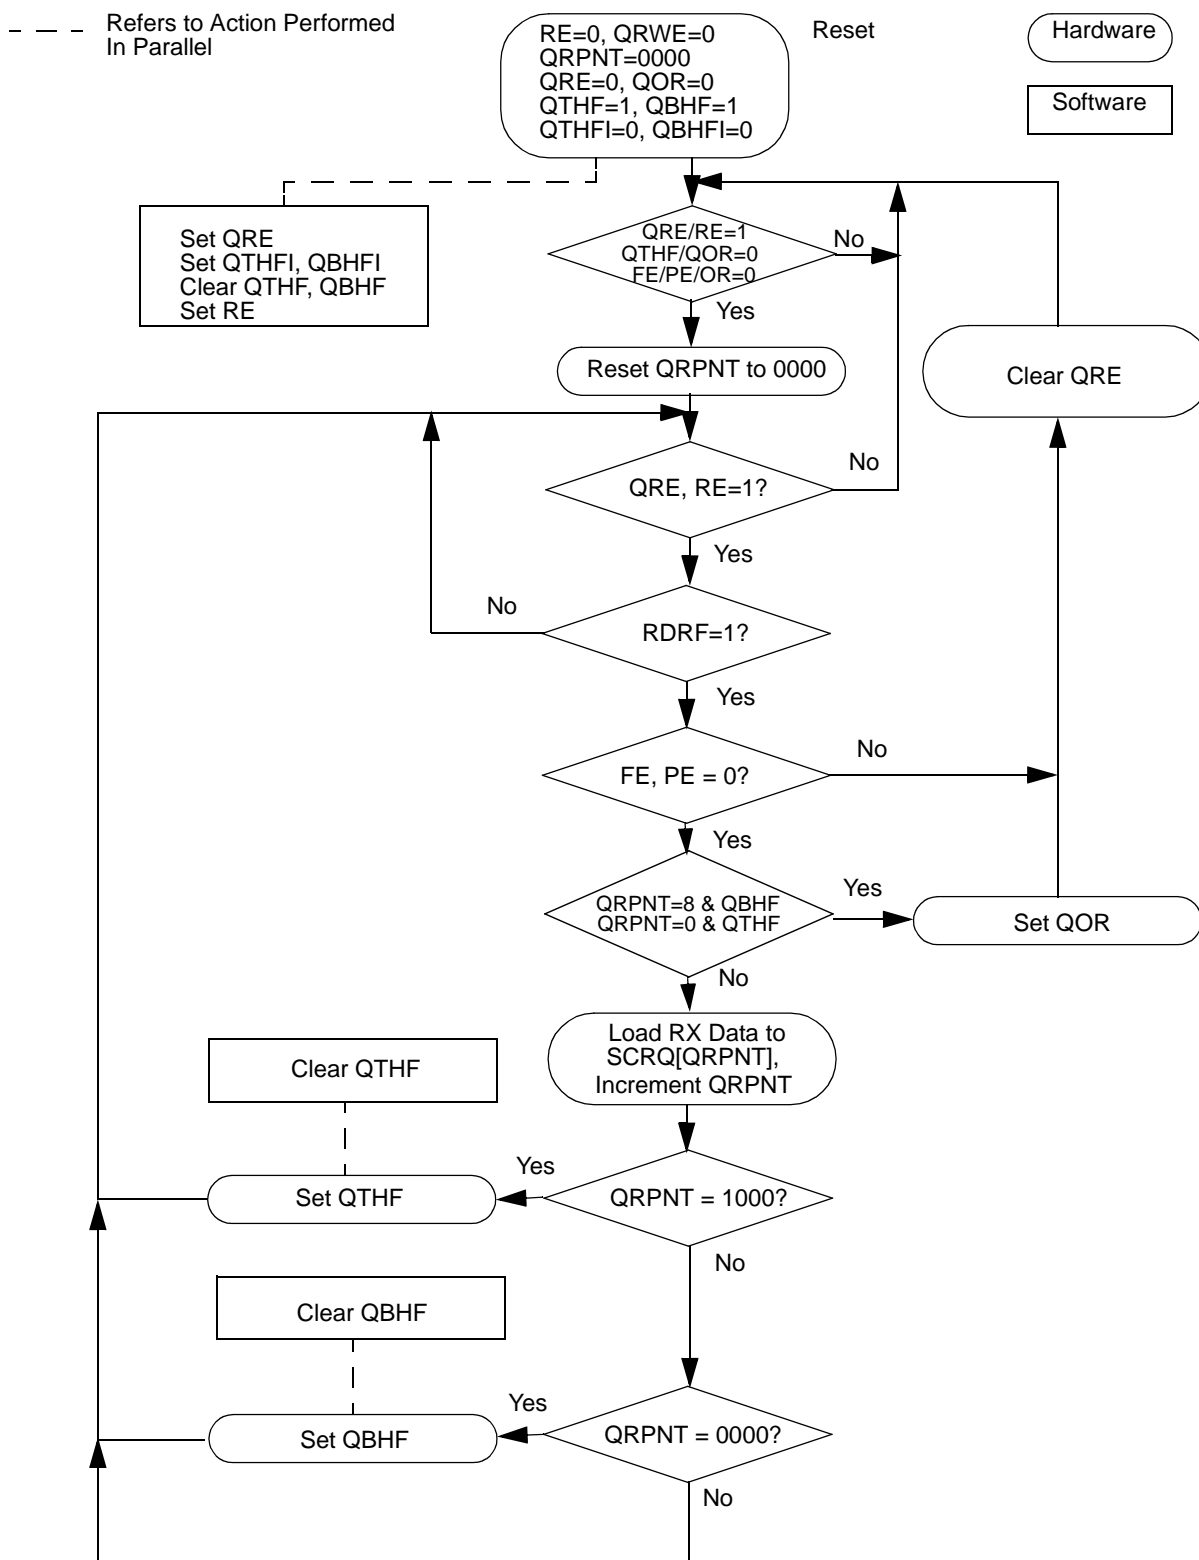 Refers to Action Performed
In Parallel
RE=0, QRWE=0
QRPNT=0000
QRE=0, QOR=0
QTHF=1, QBHF=1
QTHFI=0, QBHFI=0
Reset
Hardware
Software
Set QRE
Set QTHFI, QBHFI
Clear QTHF, QBHF
Set RE
QRE/RE=1
QTHF/QOR=0
FE/PE/OR=0
No
Yes
Reset QRPNT to 0000
Clear QRE
QRE, RE=1?
No
Yes
RDRF=1?
No
Yes
FE, PE = 0?
No
Yes
QRPNT=8 & QBHF
QRPNT=0 & QTHF
Yes
Set QOR
No
Load RX Data to
SCRQ[QRPNT],
Increment QRPNT
Clear QTHF
Set QTHF
Yes
QRPNT = 1000?
No
Clear QBHF
Set QBHF
Yes
QRPNT = 0000?
No